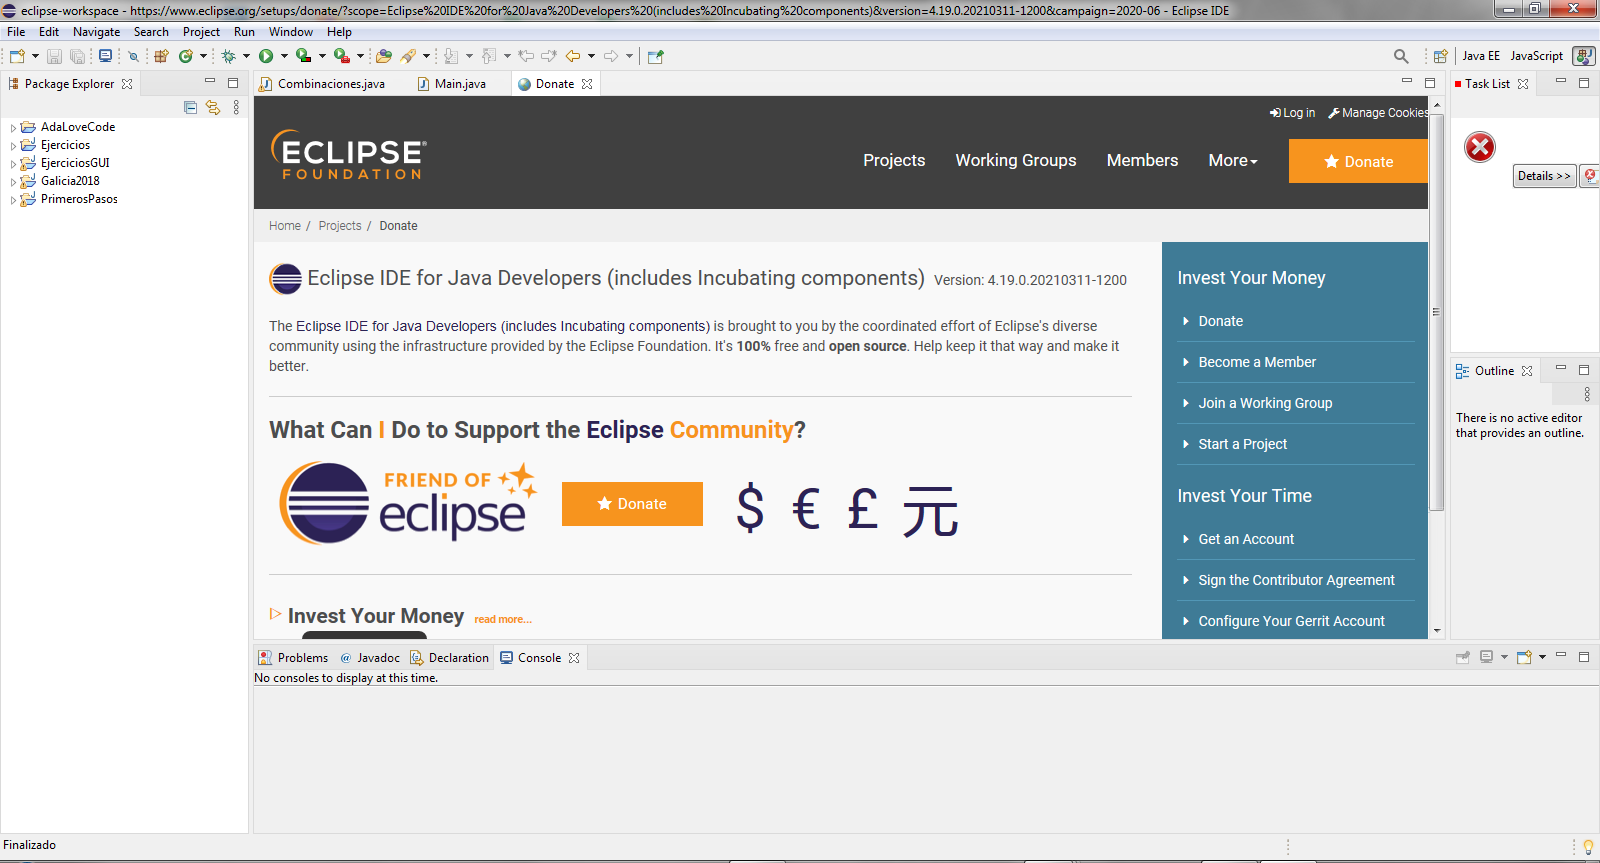 eclipse-workspace - https://www.eclipse.org/setups/donate/?scope=Eclipse%20IDE%20for%20Java%20Developers%20(includes%20Incubating%20components)&version=4.19.0.20210311-1200&campaign=2020-06 - Eclipse IDE
File Edit Navigate Search Project Run Window Help
Java EE JavaScript
Package Explorer
AdaLoveCode
Ejercicios
EjerciciosGUI
Galicia2018
PrimerosPasos
Combinaciones.java Main.java Donate
Log in Manage Cookies
ECLIPSE®
FOUNDATION
Projects Working Groups Members More Donate
Home / Projects / Donate
Eclipse IDE for Java Developers (includes Incubating components) Version: 4.19.0.20210311-1200
The Eclipse IDE for Java Developers (includes Incubating components) is brought to you by the coordinated effort of Eclipse's diverse
community using the infrastructure provided by the Eclipse Foundation. It's 100% free and open source. Help keep it that way and make it
better.
What Can I Do to Support the Eclipse Community?
FRIEND OF
eclipse
Donate
$ € £ 元
Invest Your Money read more...
Invest Your Money
Donate
Become a Member
Join a Working Group
Start a Project
Invest Your Time
Get an Account
Sign the Contributor Agreement
Configure Your Gerrit Account
Task List
Details >>
Outline
There is no active editor
that provides an outline.
Problems @ Javadoc Declaration Console
No consoles to display at this time.
Finalizado